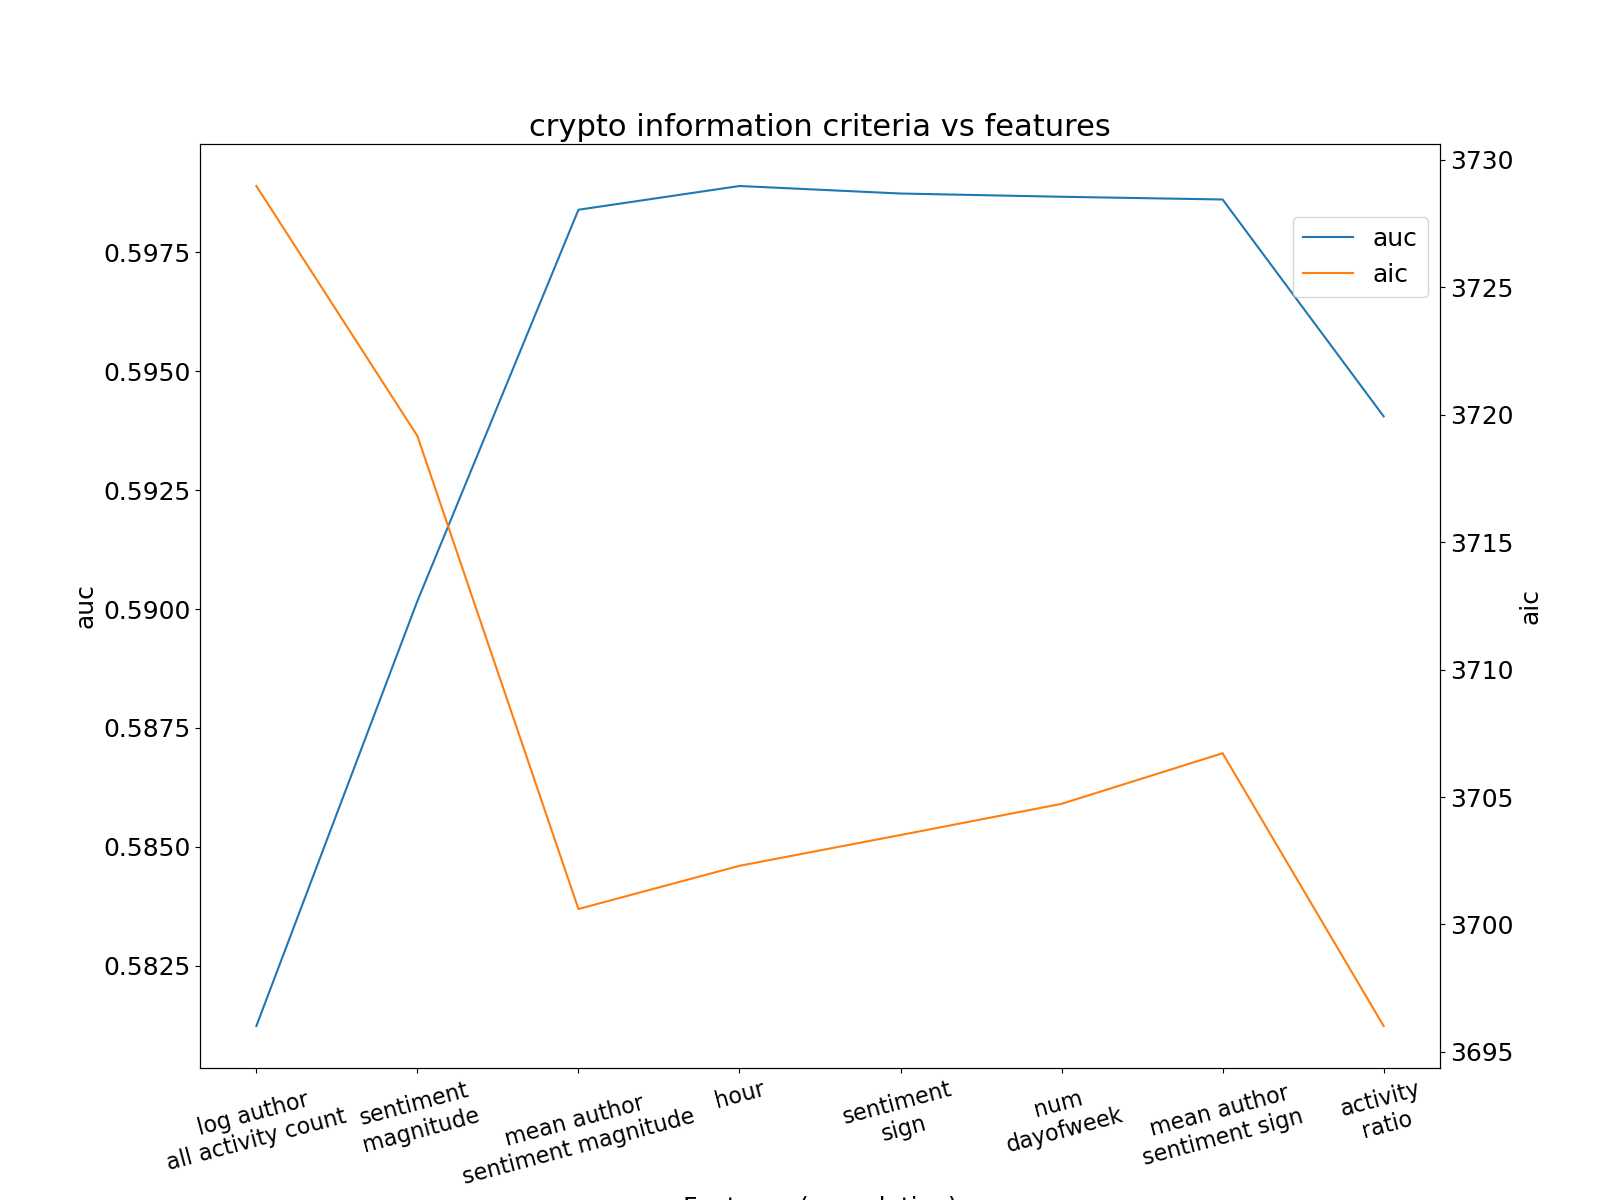 crypto information criteria vs features
auc
aic
0.5975
0.5950
0.5925
0.5900
0.5875
0.5850
0.5825
auc
3730
3725
3720
3715
3710
3705
3700
3695
aic
log author
all activity count
sentiment
magnitude
mean author
sentiment magnitude
hour
sentiment
sign
num
dayofweek
mean author
sentiment sign
activity
ratio